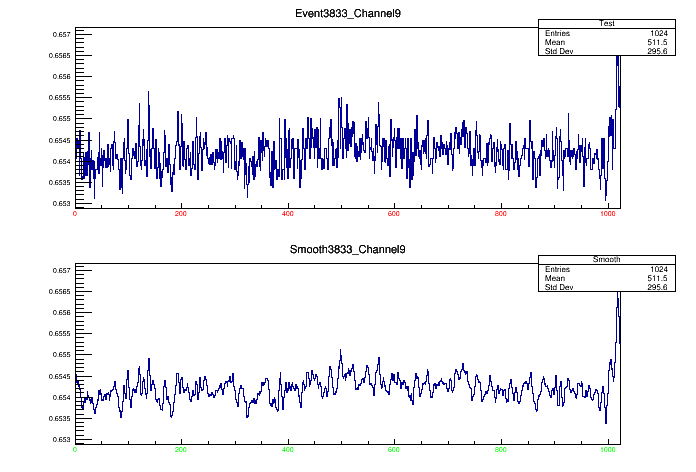 Event3833_Channel9
Test
Entries 1024
Mean 511.5
Std Dev 295.6
0.657
0.6565
0.656
0.6555
0.655
0.6545
0.654
0.6535
0.653
0 200 400 600 800 1000
Smooth3833_Channel9
Smooth
Entries 1024
Mean 511.5
Std Dev 295.6
0.657
0.6565
0.656
0.6555
0.655
0.6545
0.654
0.6535
0.653
0 200 400 600 800 1000